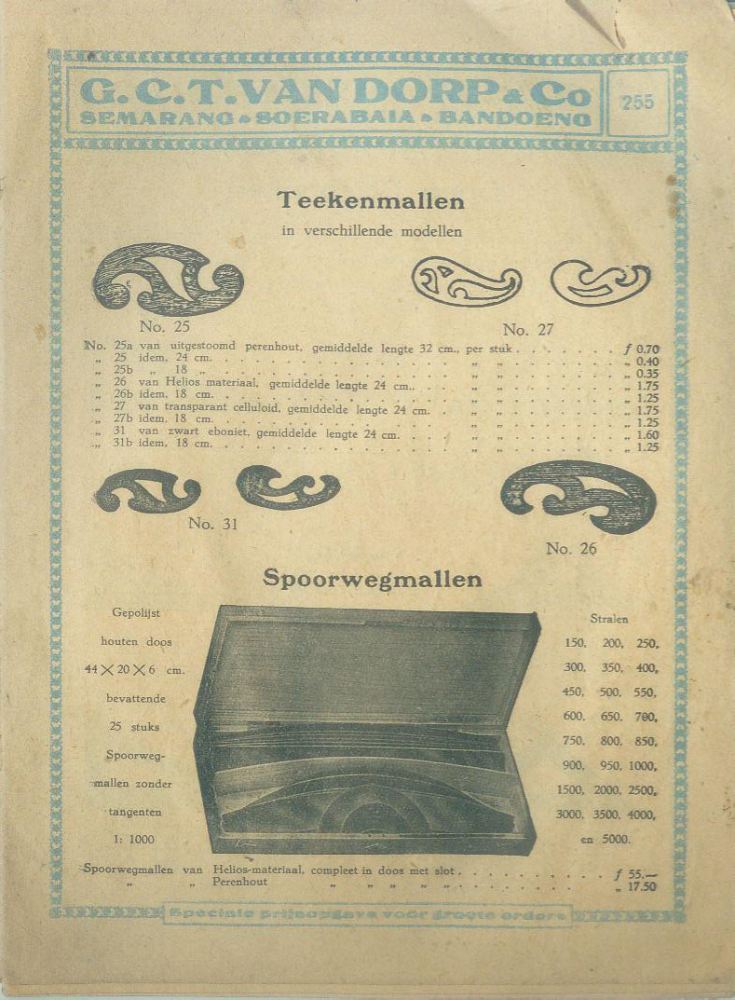 G. C. T. VAN DORP & Co
SEMARANG • SOERABAIA • BANDOENG
255
Teekenmallen
in verschillende modellen
No. 25
No. 27
No. 25a van uitgestoomd perenhout, gemiddelde lengte 32 cm., per stuk . . . . . . . ƒ 0.70
„ 25 idem, 24 cm. . . . . . . . . . . . . . „ „ . . . . . . . „ 0.40
„ 25b „ 18 „ . . . . . . . . . . . . . „ „ . . . . . . . „ 0.35
„ 26 van Helios materiaal, gemiddelde lengte 24 cm. . . . „ „ . . . . . . . „ 1.75
„ 26b idem, 18 cm. . . . . . . . . . . . . . „ „ . . . . . . . „ 1.25
„ 27 van transparant celluloid, gemiddelde lengte 24 cm. . . „ „ . . . . . . . „ 1.75
„ 27b idem, 18 cm. . . . . . . . . . . . . . „ „ . . . . . . . „ 1.25
„ 31 van zwart eboniet, gemiddelde lengte 24 cm. . . . „ „ . . . . . . . „ 1.60
„ 31b idem, 18 cm. . . . . . . . . . . . . . „ „ . . . . . . . „ 1.25
No. 31
No. 26
Spoorwegmallen
Gepolijst
houten doos
44 X 20 X 6 cm.
bevattende
25 stuks
Spoorweg-
mallen zonder
tangenten
1: 1000
Stralen
150, 200, 250,
300, 350, 400,
450, 500, 550,
600, 650, 700,
750, 800, 850,
900, 950, 1000,
1500, 2000, 2500,
3000, 3500, 4000,
en 5000.
Spoorwegmallen van Helios-materiaal, compleet in doos met slot . . . . . . . . . . ƒ 55.—
„ „ Perenhout „ „ „ „ „ . . . . . . . . . . „ 17.50
Speciale prijsopgave voor groote orders